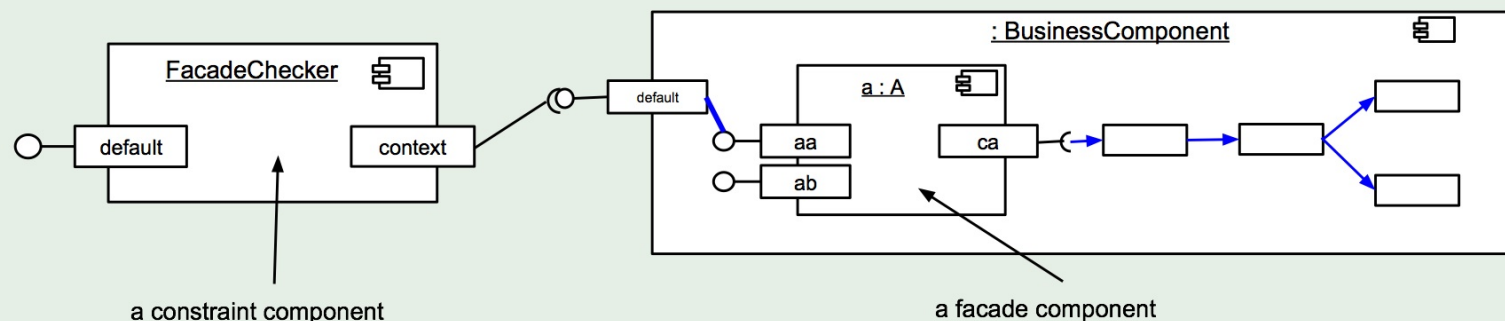 : BusinessComponent
FacadeChecker
a : A
default
default
context
aa
ca
ab
a constraint component
a facade component